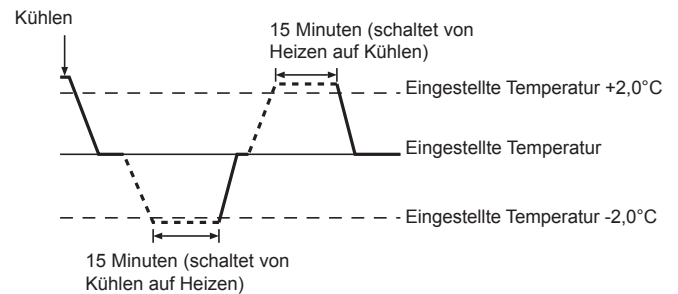 Kühlen
15 Minuten (schaltet von
Heizen auf Kühlen)
Eingestellte Temperatur +2,0°C
Eingestellte Temperatur
Eingestellte Temperatur -2,0°C
15 Minuten (schaltet von
Kühlen auf Heizen)